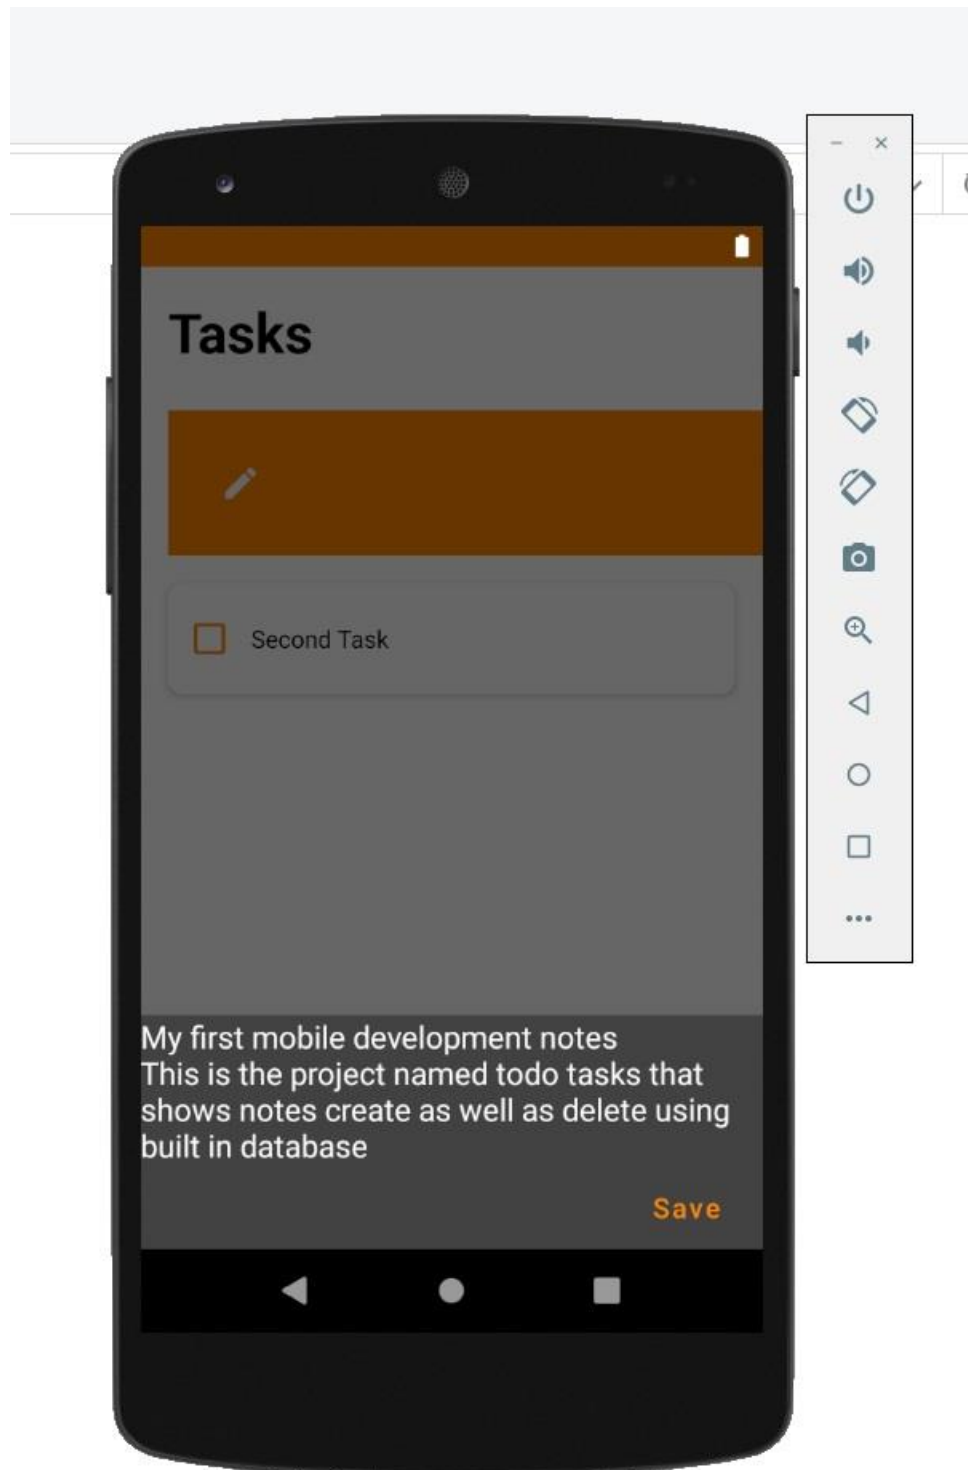 Tasks
Second Task
My first mobile development notes
This is the project named todo tasks that
shows notes create as well as delete using
built in database
Save